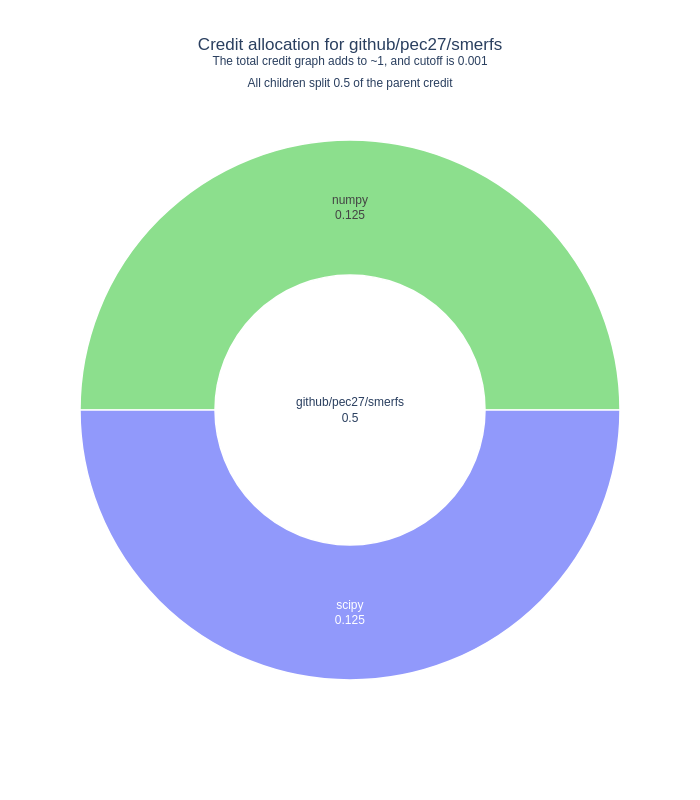 Credit allocation for github/pec27/smerfs
The total credit graph adds to ~1, and cutoff is 0.001
All children split 0.5 of the parent credit
numpy
0.125
github/pec27/smerfs
0.5
scipy
0.125